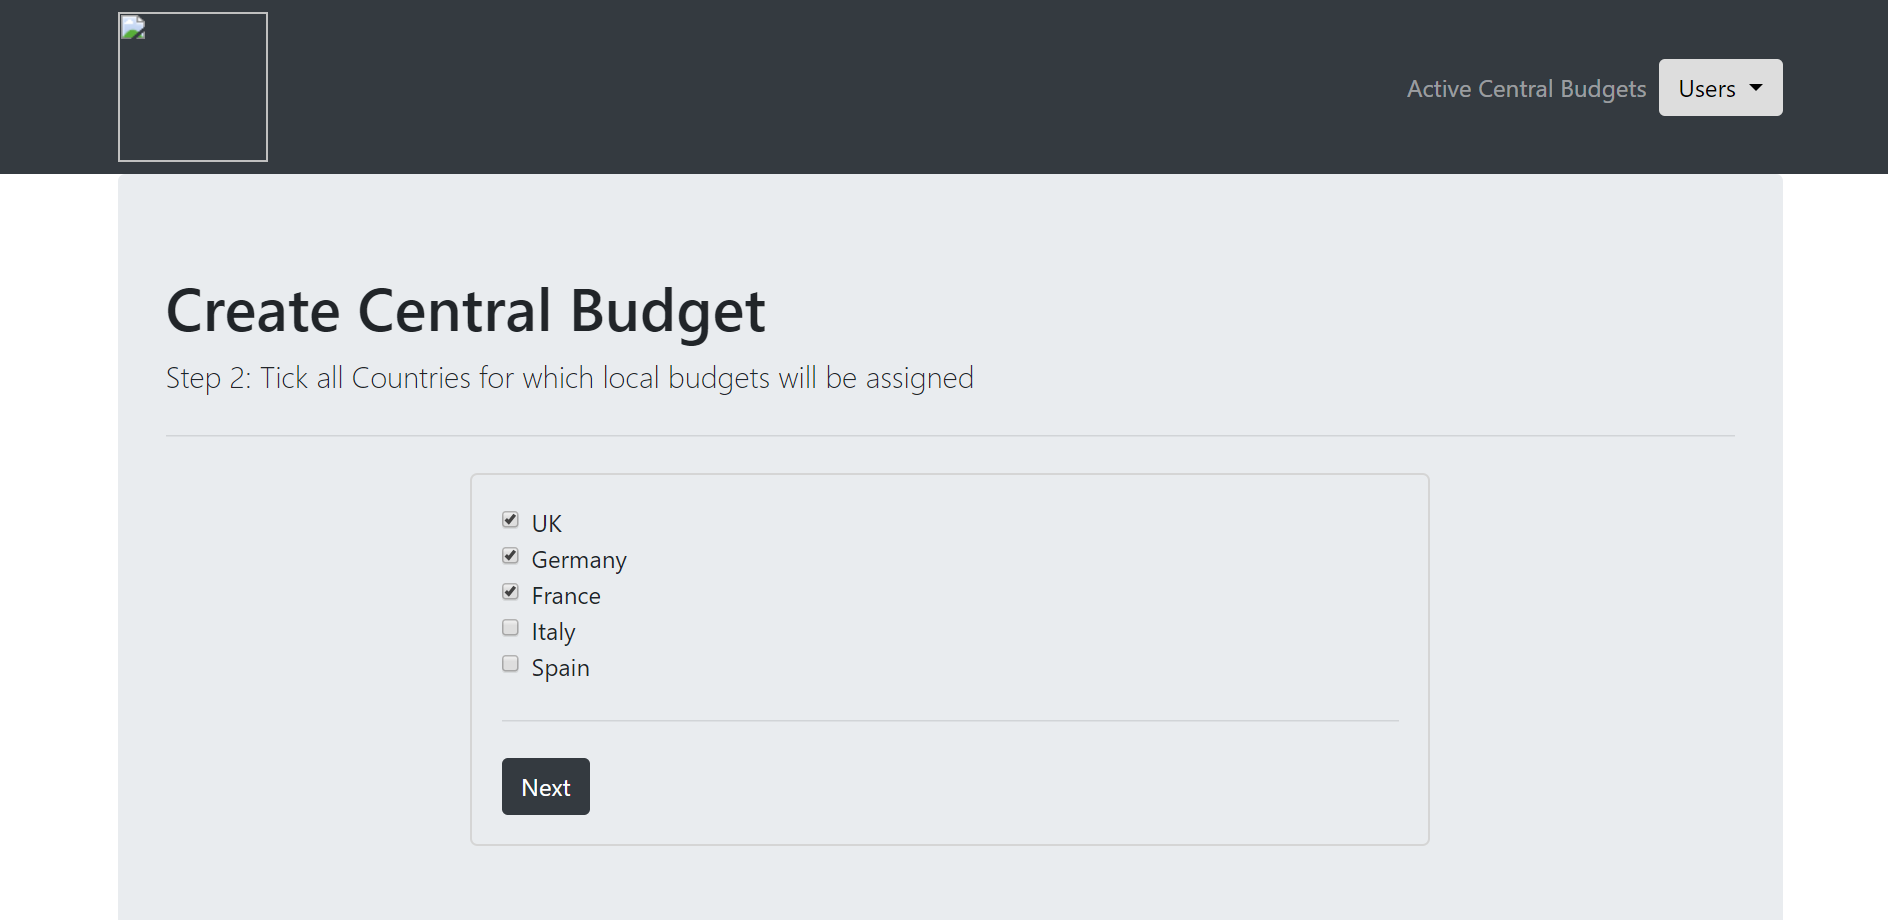 Active Central Budgets
Users
Create Central Budget
Step 2: Tick all Countries for which local budgets will be assigned
UK
Germany
France
Italy
Spain
Next